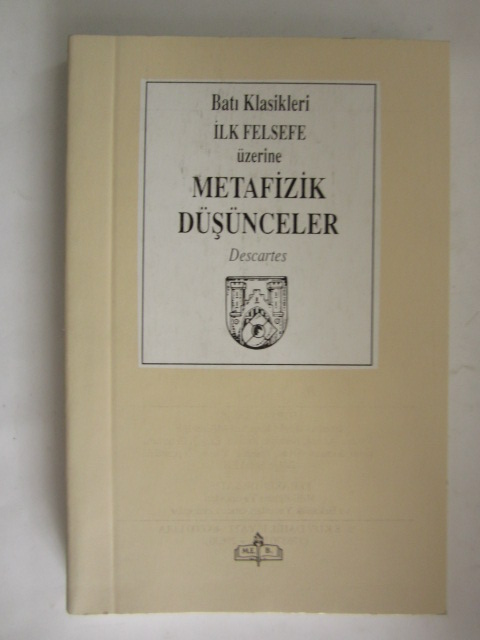 Batı Klasikleri
İLK FELSEFE
üzerine
METAFİZİK
DÜŞÜNCELER
Descartes
M.E. B.